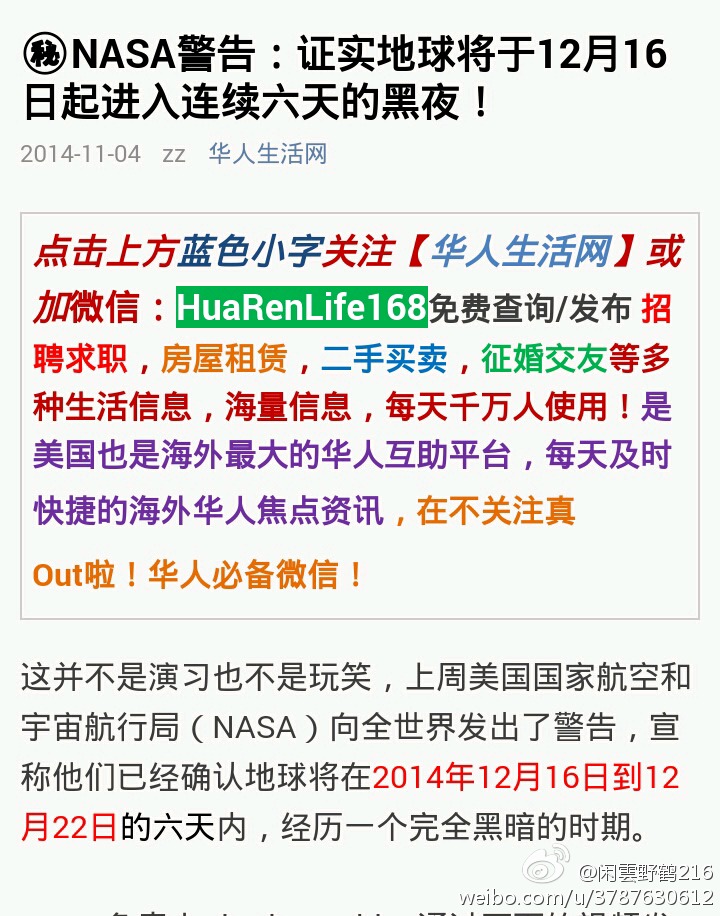 ㊙NASA警告：证实地球将于12月16
日起进入连续六天的黑夜！
2014-11-04 zz 华人生活网
点击上方蓝色小字关注【华人生活网】或
加微信：HuaRenLife168免费查询/发布 招
聘求职，房屋租赁，二手买卖，征婚交友等多
种生活信息，海量信息，每天千万人使用！是
美国也是海外最大的华人互助平台，每天及时
快捷的海外华人焦点资讯，在不关注真
Out啦！华人必备微信！
这并不是演习也不是玩笑，上周美国国家航空和
宇宙航行局（NASA）向全世界发出了警告，宣
称他们已经确认地球将在2014年12月16日到12
月22日的六天内，经历一个完全黑暗的时期。
@闲雲野鹤216
weibo.com/u/3787630612